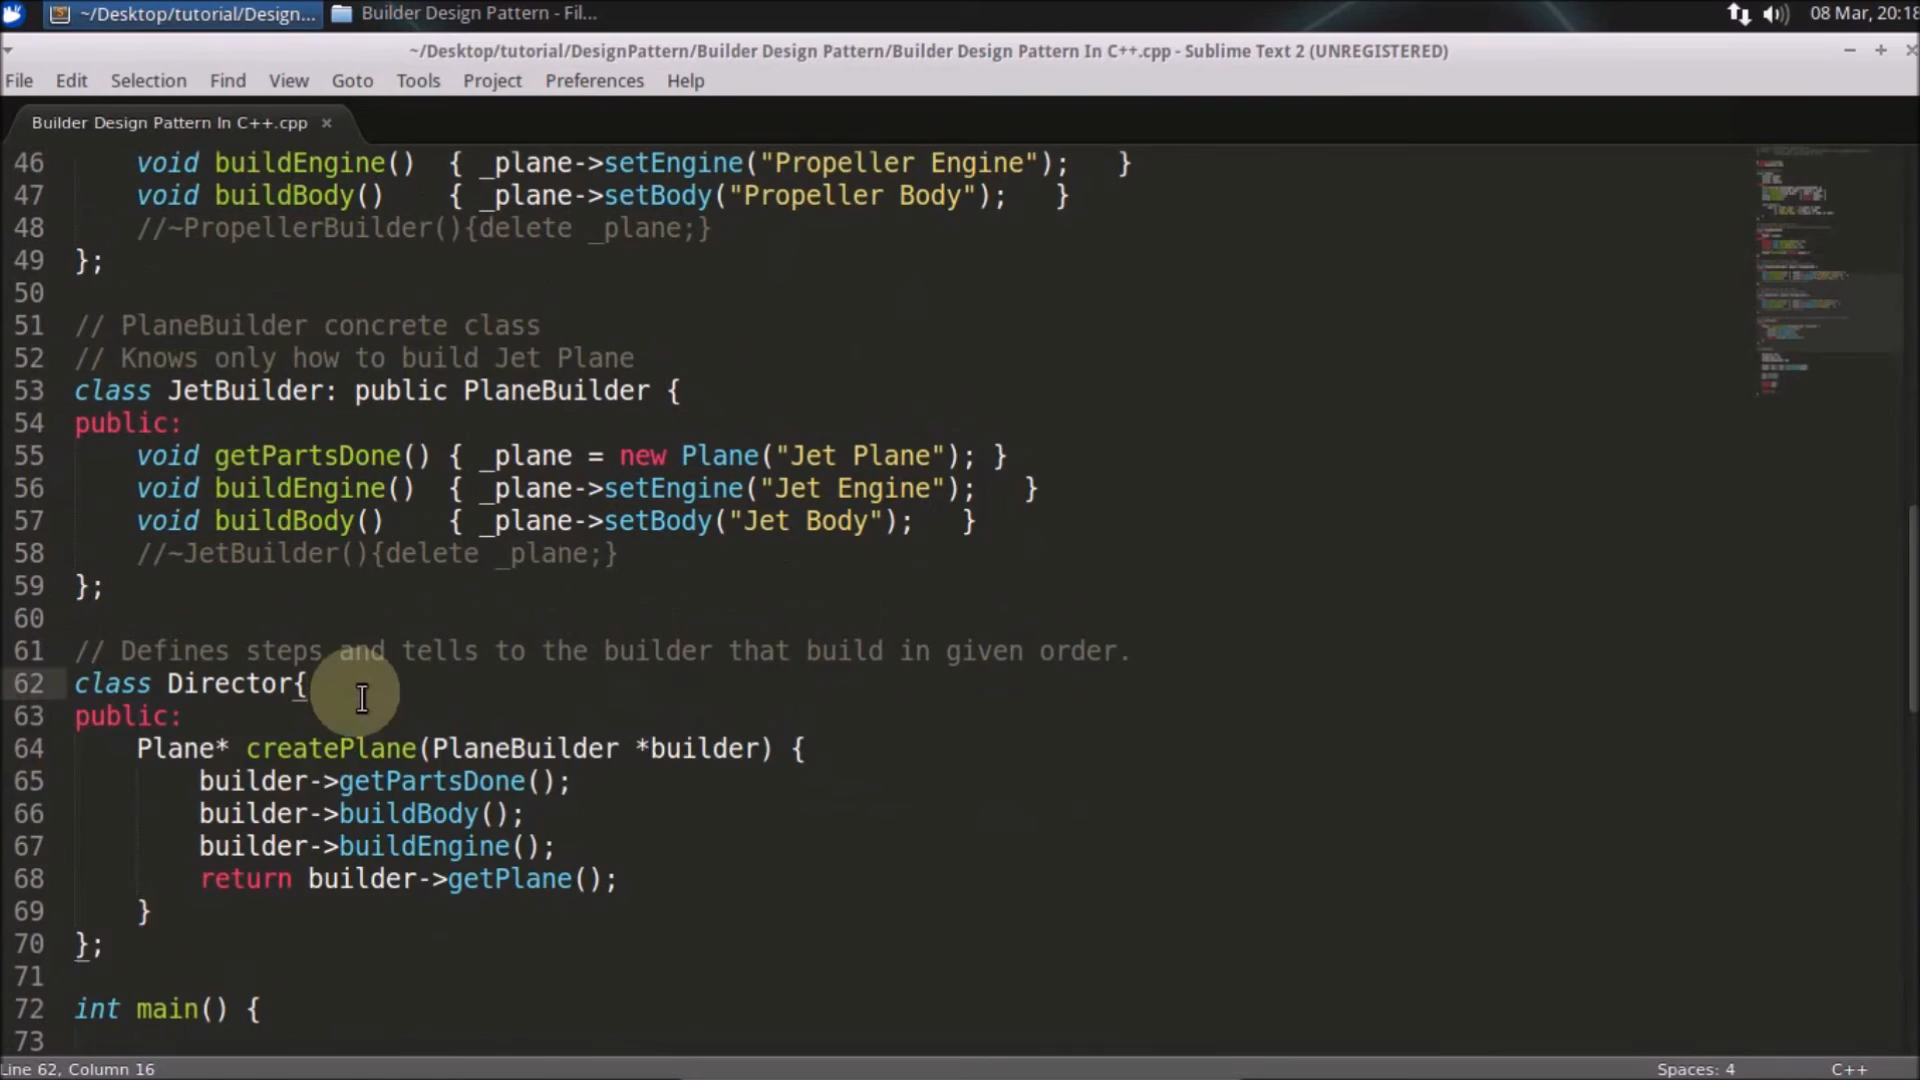 ~/Desktop/tutorial/Design... Builder Design Pattern - Fil... 08 Mar, 20:18
~/Desktop/tutorial/DesignPattern/Builder Design Pattern/Builder Design Pattern In C++.cpp - Sublime Text 2 (UNREGISTERED)
File Edit Selection Find View Goto Tools Project Preferences Help
Builder Design Pattern In C++.cpp ×
46     void buildEngine()  { _plane->setEngine("Propeller Engine");   }
47     void buildBody()    { _plane->setBody("Propeller Body");   }
48     //~PropellerBuilder(){delete _plane;}
49 };
50
51 // PlaneBuilder concrete class
52 // Knows only how to build Jet Plane
53 class JetBuilder: public PlaneBuilder {
54 public:
55     void getPartsDone() { _plane = new Plane("Jet Plane"); }
56     void buildEngine()  { _plane->setEngine("Jet Engine");   }
57     void buildBody()    { _plane->setBody("Jet Body");   }
58     //~JetBuilder(){delete _plane;}
59 };
60
61 // Defines steps and tells to the builder that build in given order.
62 class Director{
63 public:
64     Plane* createPlane(PlaneBuilder *builder) {
65         builder->getPartsDone();
66         builder->buildBody();
67         builder->buildEngine();
68         return builder->getPlane();
69     }
70 };
71
72 int main() {
73
Line 62, Column 16 Spaces: 4 C++